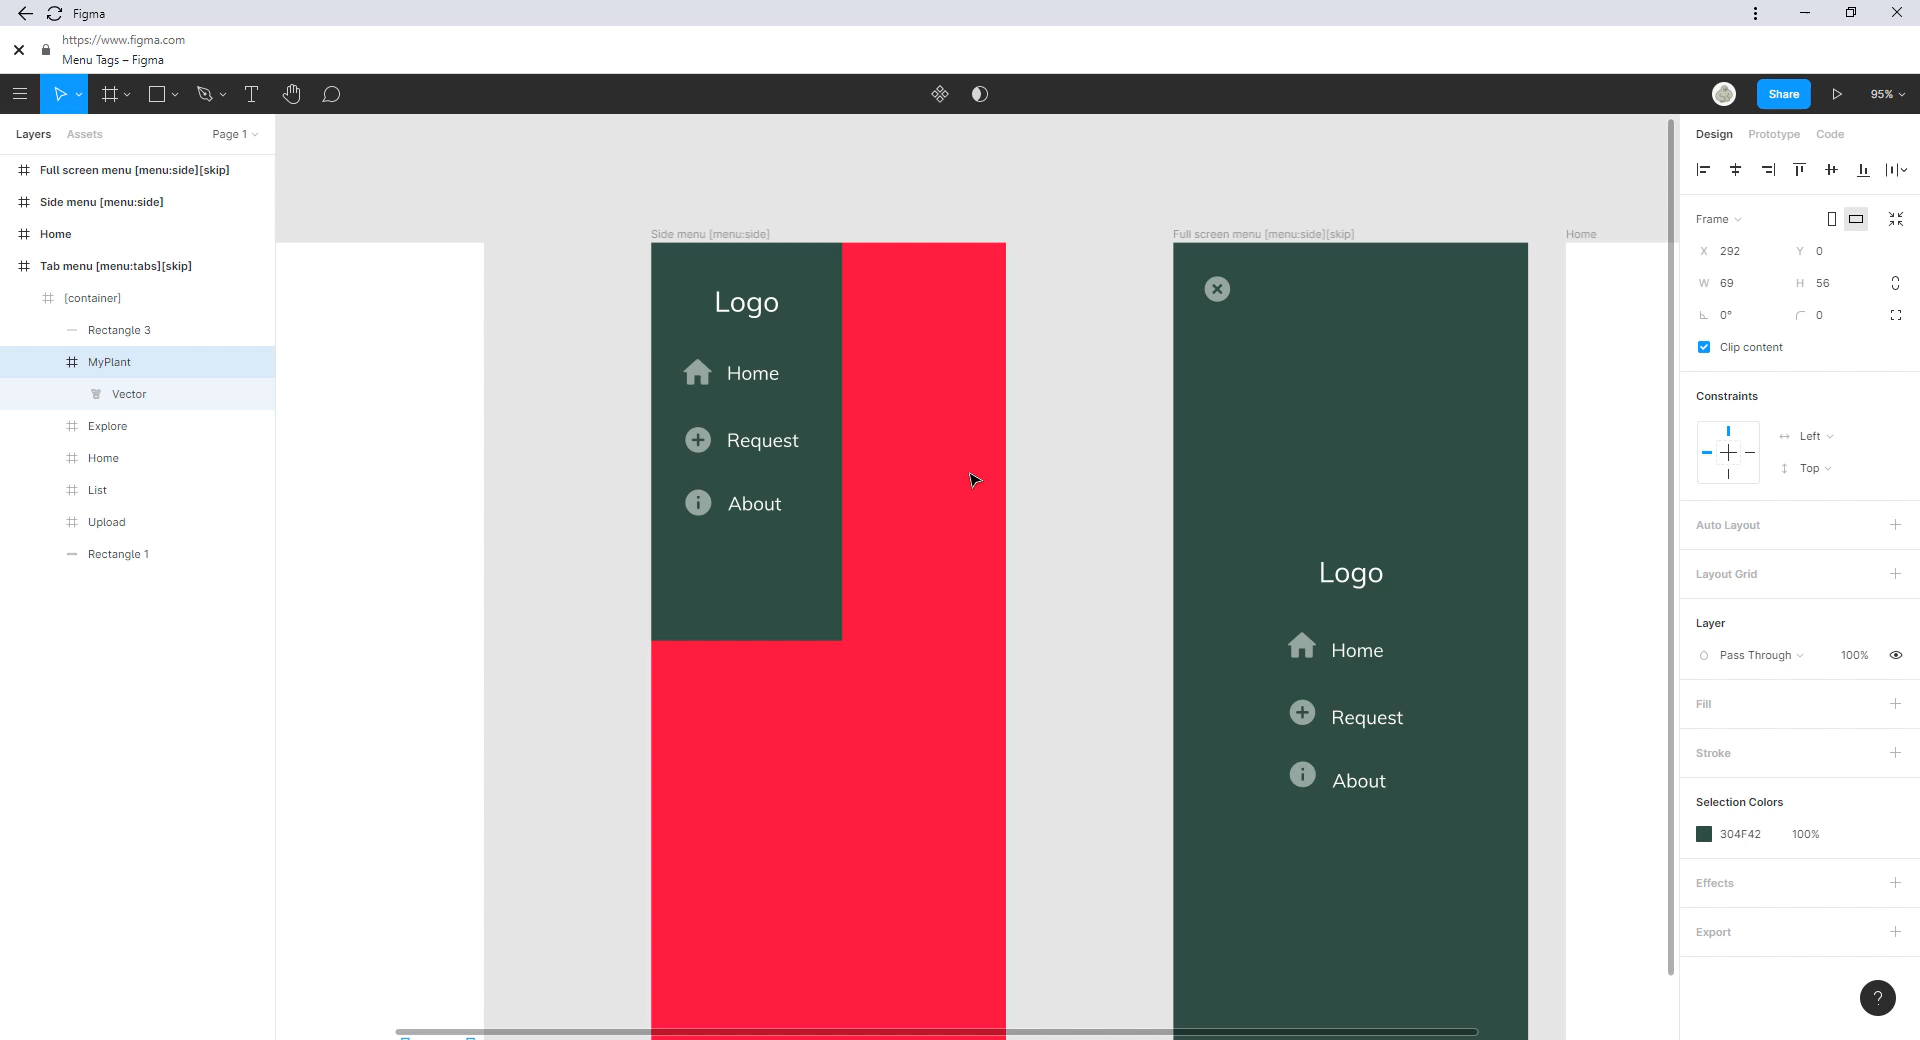 Figma
https://www.figma.com
Menu Tags – Figma
Share
95%
Layers
Assets
Page 1
Full screen menu [menu:side][skip]
Side menu [menu:side]
Home
Tab menu [menu:tabs][skip]
[container]
Rectangle 3
MyPlant
Vector
Explore
Home
List
Upload
Rectangle 1
Side menu [menu:side]
Logo
Home
Request
About
Full screen menu [menu:side][skip]
Logo
Home
Request
About
Home
Design
Prototype
Code
Frame
X 292
Y 0
W 69
H 56
0°
0
Clip content
Constraints
Left
Top
Auto Layout
Layout Grid
Layer
Pass Through
100%
Fill
Stroke
Selection Colors
304F42
100%
Effects
Export
?